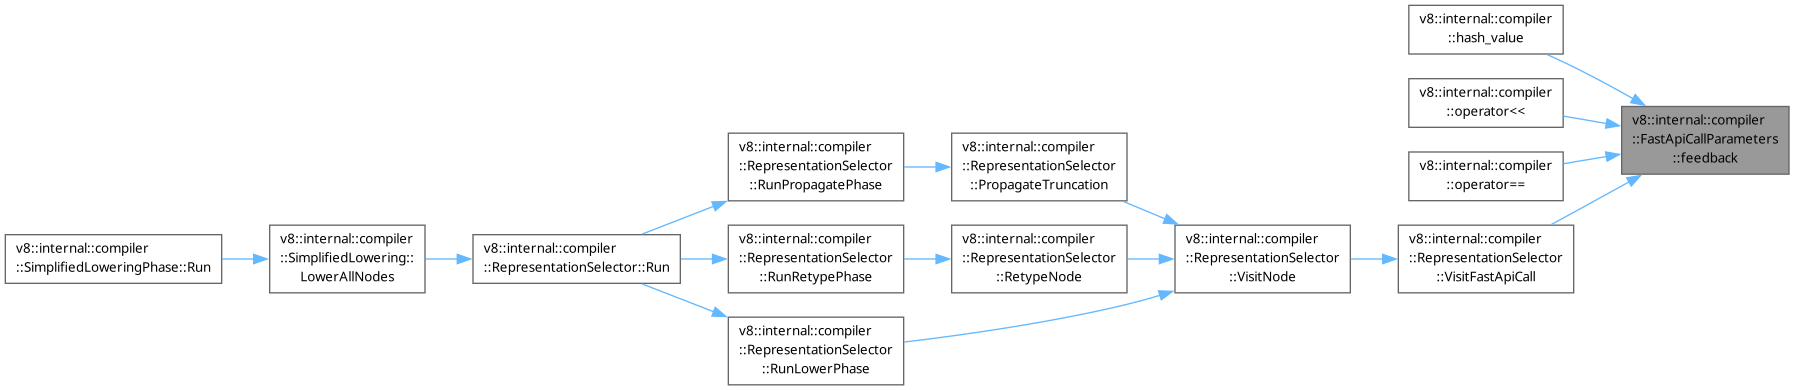 v8::internal::compiler
::SimplifiedLoweringPhase::Run
v8::internal::compiler
::SimplifiedLowering::
LowerAllNodes
v8::internal::compiler
::RepresentationSelector::Run
v8::internal::compiler
::RepresentationSelector
::RunPropagatePhase
v8::internal::compiler
::RepresentationSelector
::RunRetypePhase
v8::internal::compiler
::RepresentationSelector
::RunLowerPhase
v8::internal::compiler
::RepresentationSelector
::PropagateTruncation
v8::internal::compiler
::RepresentationSelector
::RetypeNode
v8::internal::compiler
::RepresentationSelector
::VisitNode
v8::internal::compiler
::hash_value
v8::internal::compiler
::operator<<
v8::internal::compiler
::operator==
v8::internal::compiler
::RepresentationSelector
::VisitFastApiCall
v8::internal::compiler
::FastApiCallParameters
::feedback